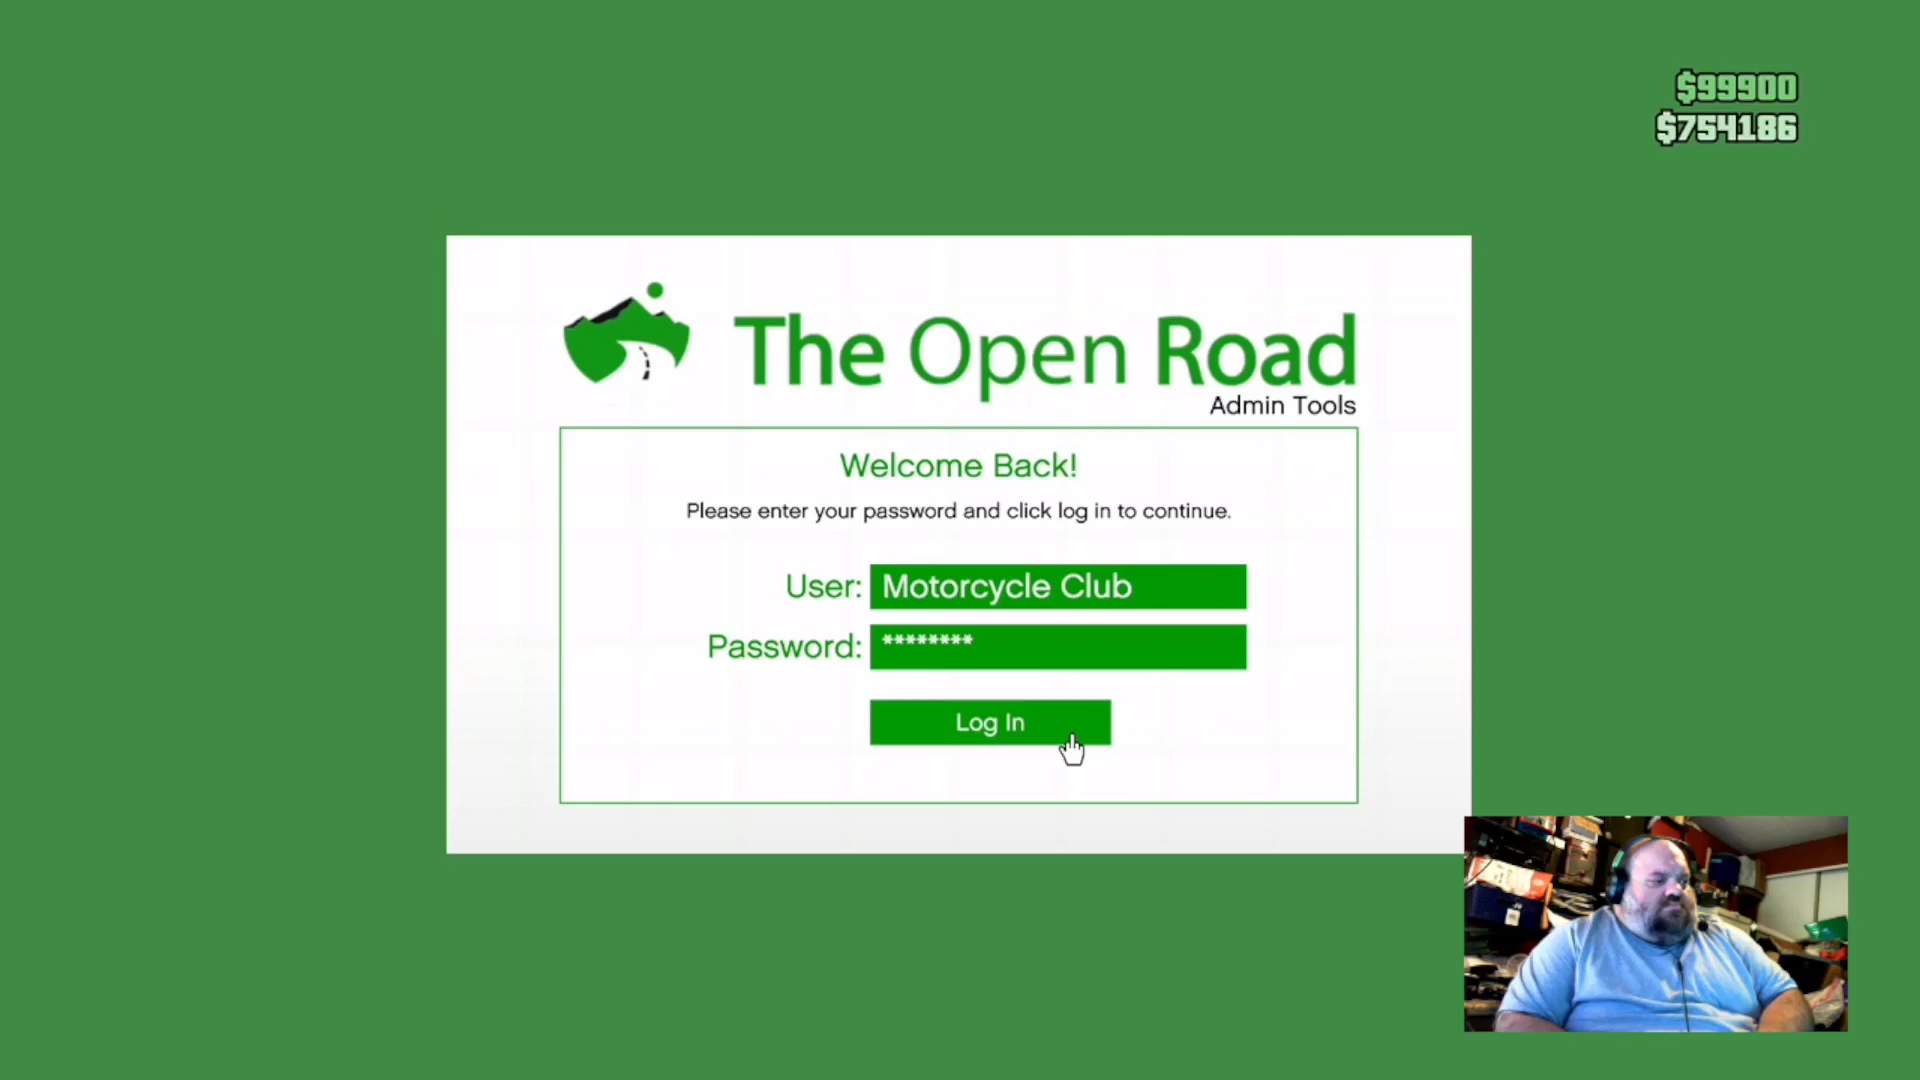 $99900
$754186
The Open Road
Admin Tools
Welcome Back!
Please enter your password and click log in to continue.
User: Motorcycle Club
Password: ********
Log In